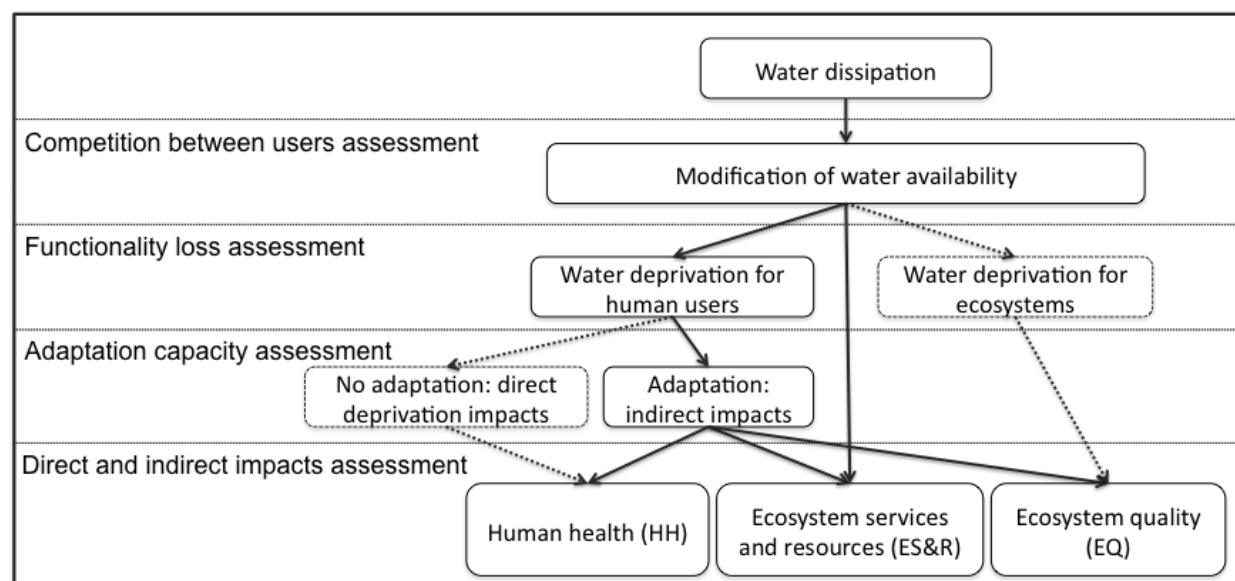 Water dissipation
Competition between users assessment
Modification of water availability
Functionality loss assessment
Water deprivation for
human users
Water deprivation for
ecosystems
Adaptation capacity assessment
No adaptation: direct
deprivation impacts
Adaptation:
indirect impacts
Direct and indirect impacts assessment
Human health (HH)
Ecosystem services
and resources (ES&R)
Ecosystem quality
(EQ)